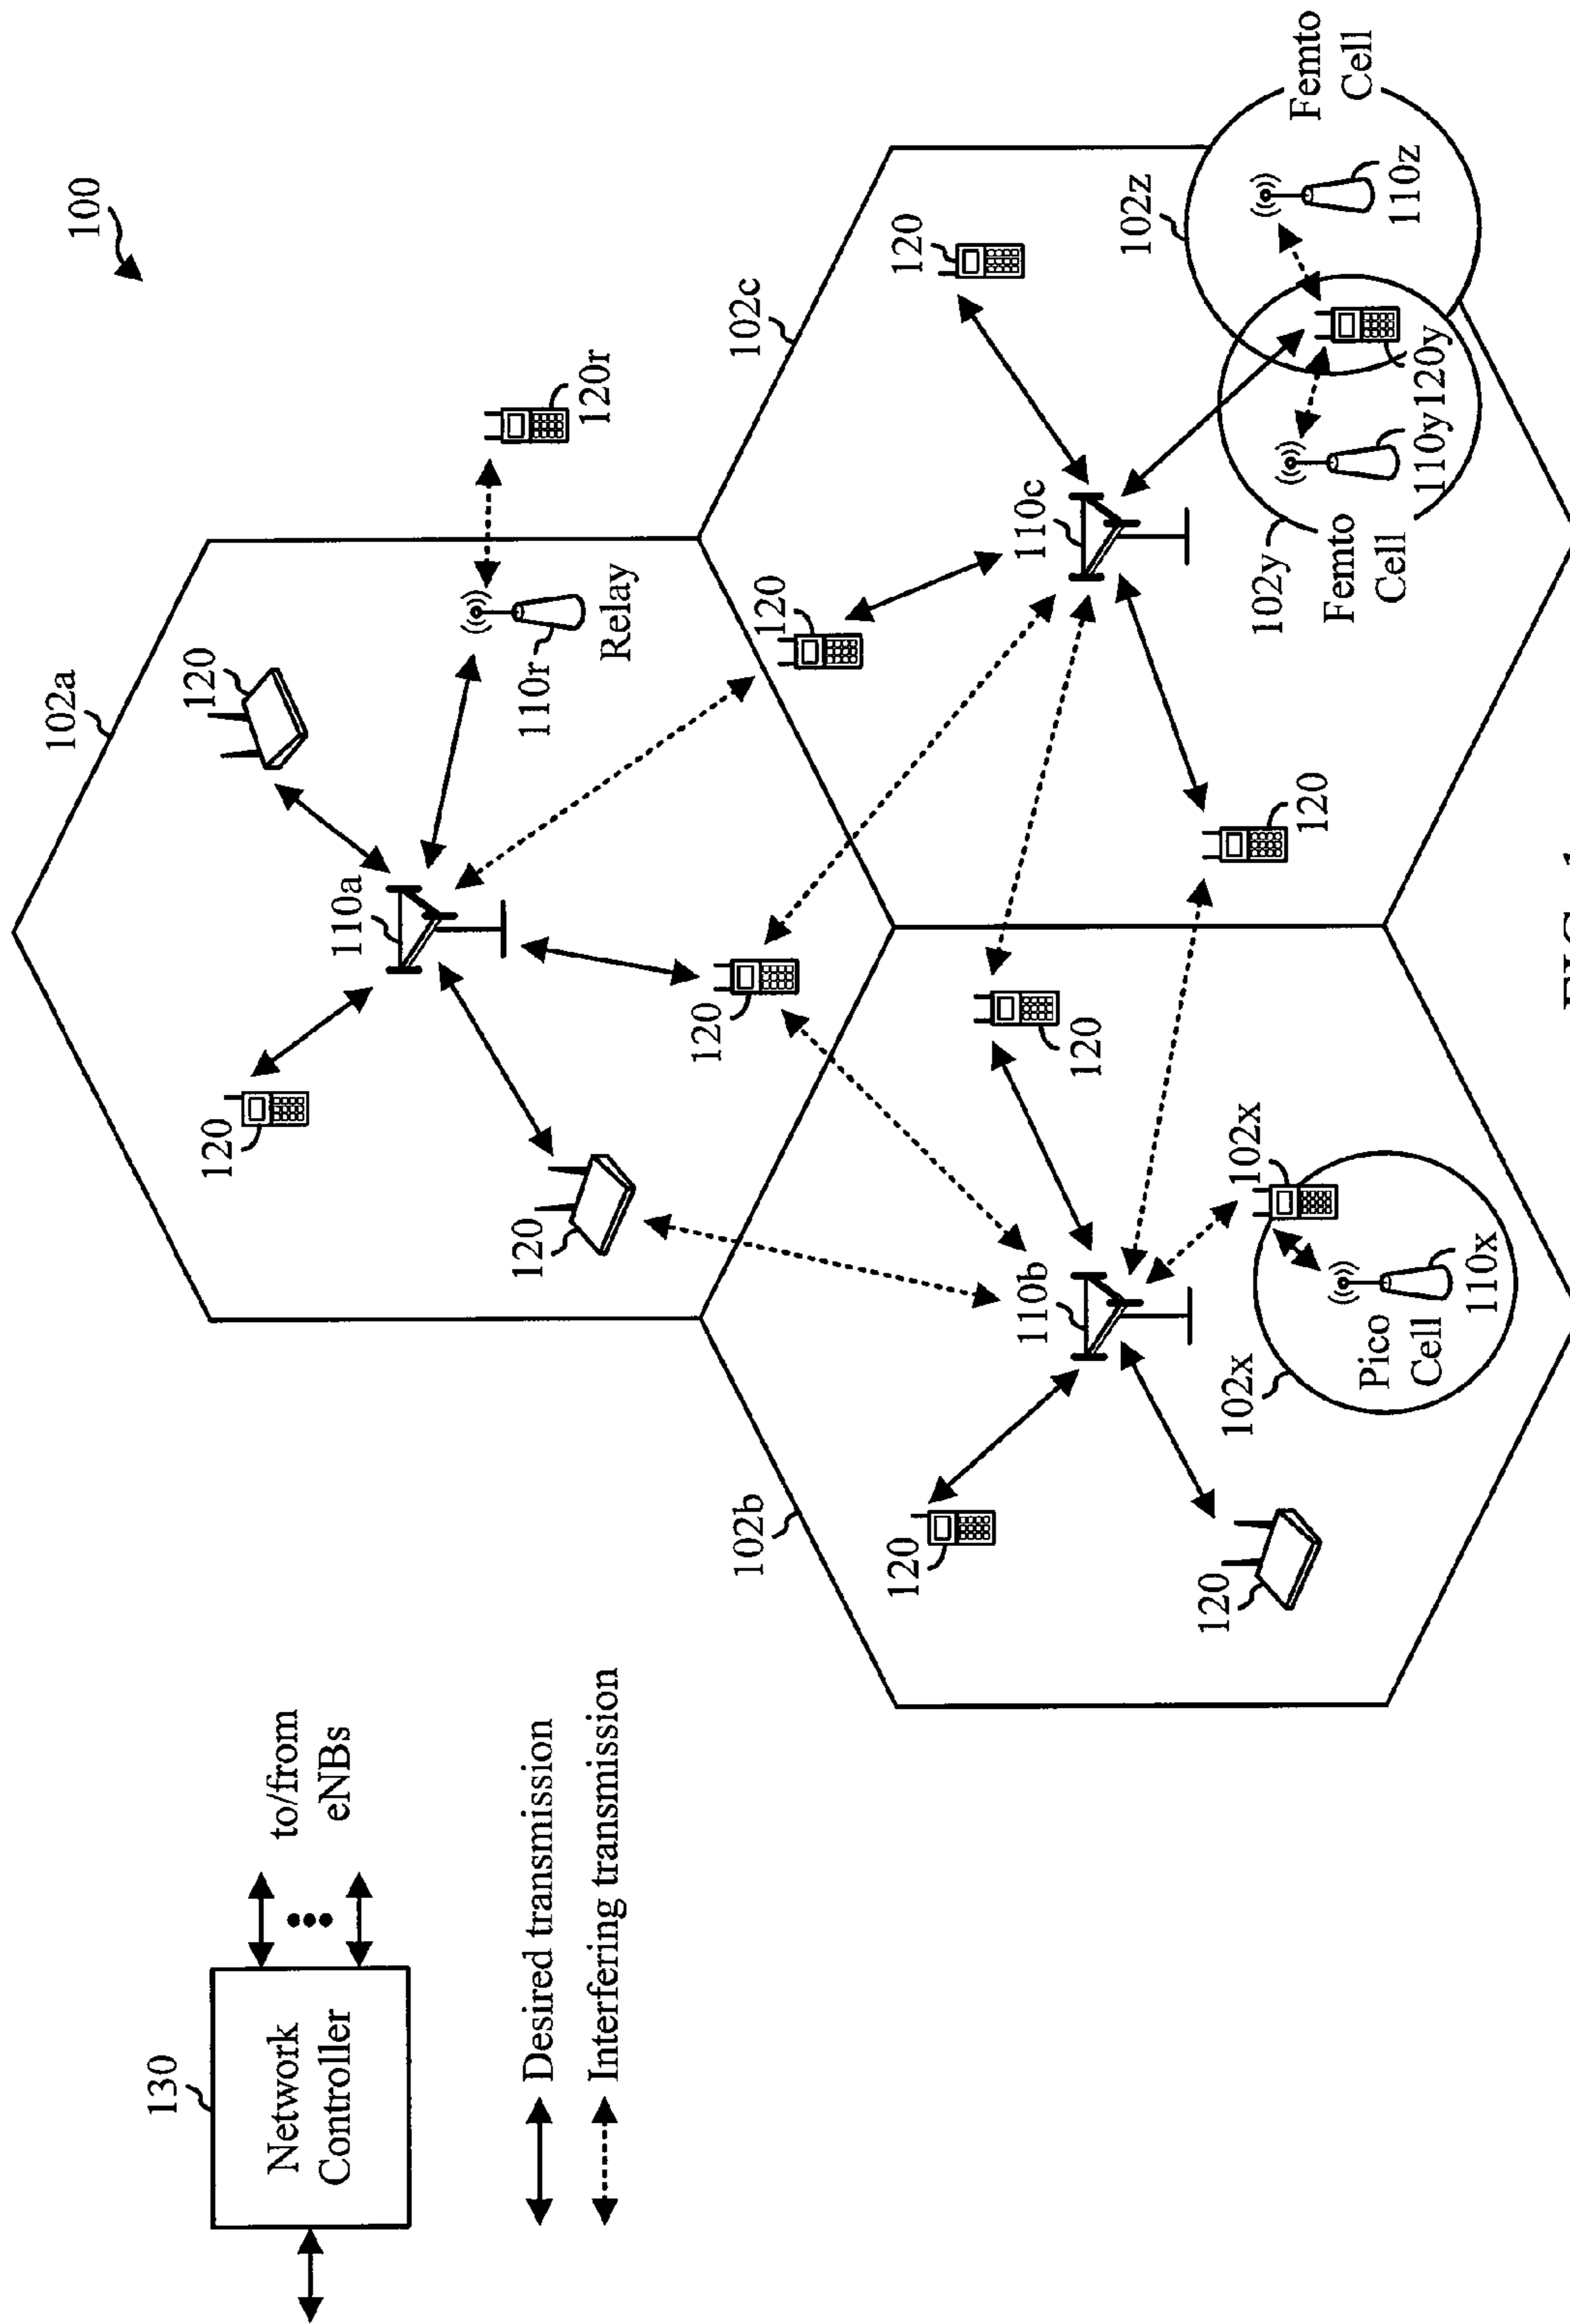 100
130
Network
Controller
to/from
eNBs
Desired transmission
Interfering transmission
102a
120
120
110a
120
120
110r
Relay
120r
102b
120
110b
120
120
102x
102x
Pico
Cell
110x
102c
120
120
110c
120
102z
Femto
Cell
110z
102y
Femto
Cell
110y
120y